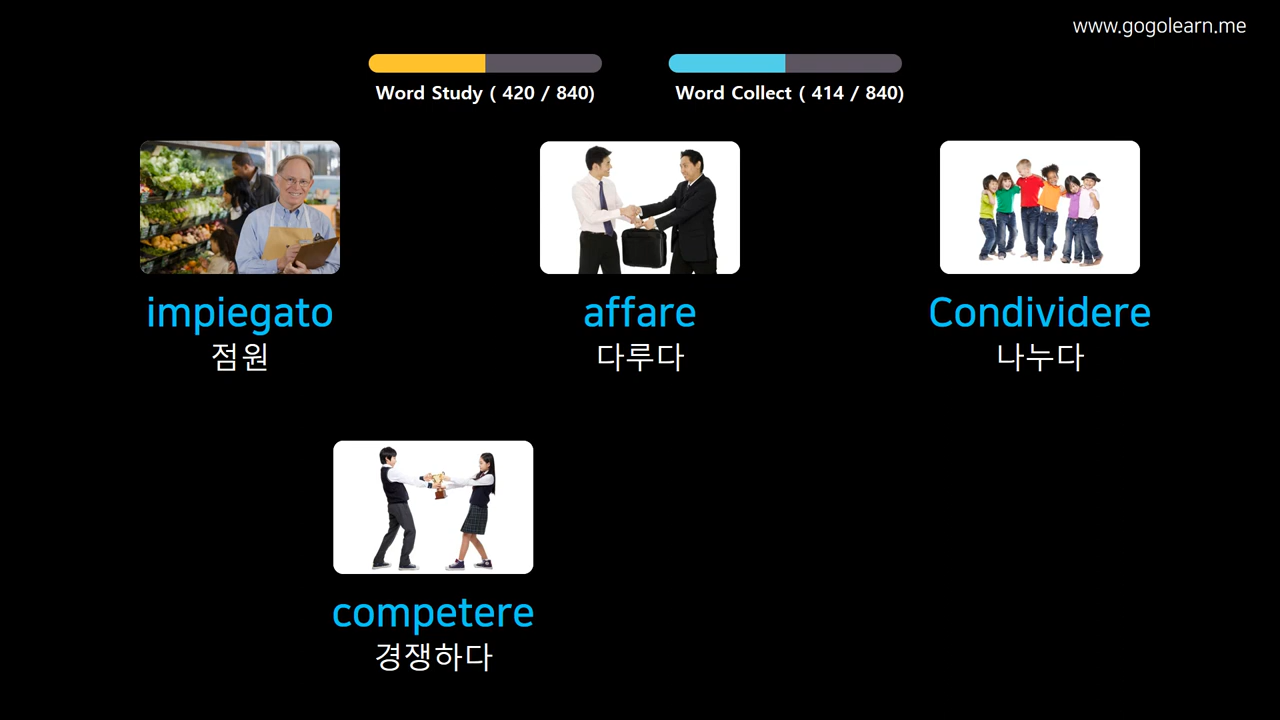 www.gogolearn.me
Word Study ( 420 / 840)
Word Collect ( 414 / 840)
impiegato
점원
affare
다루다
Condividere
나누다
competere
경쟁하다